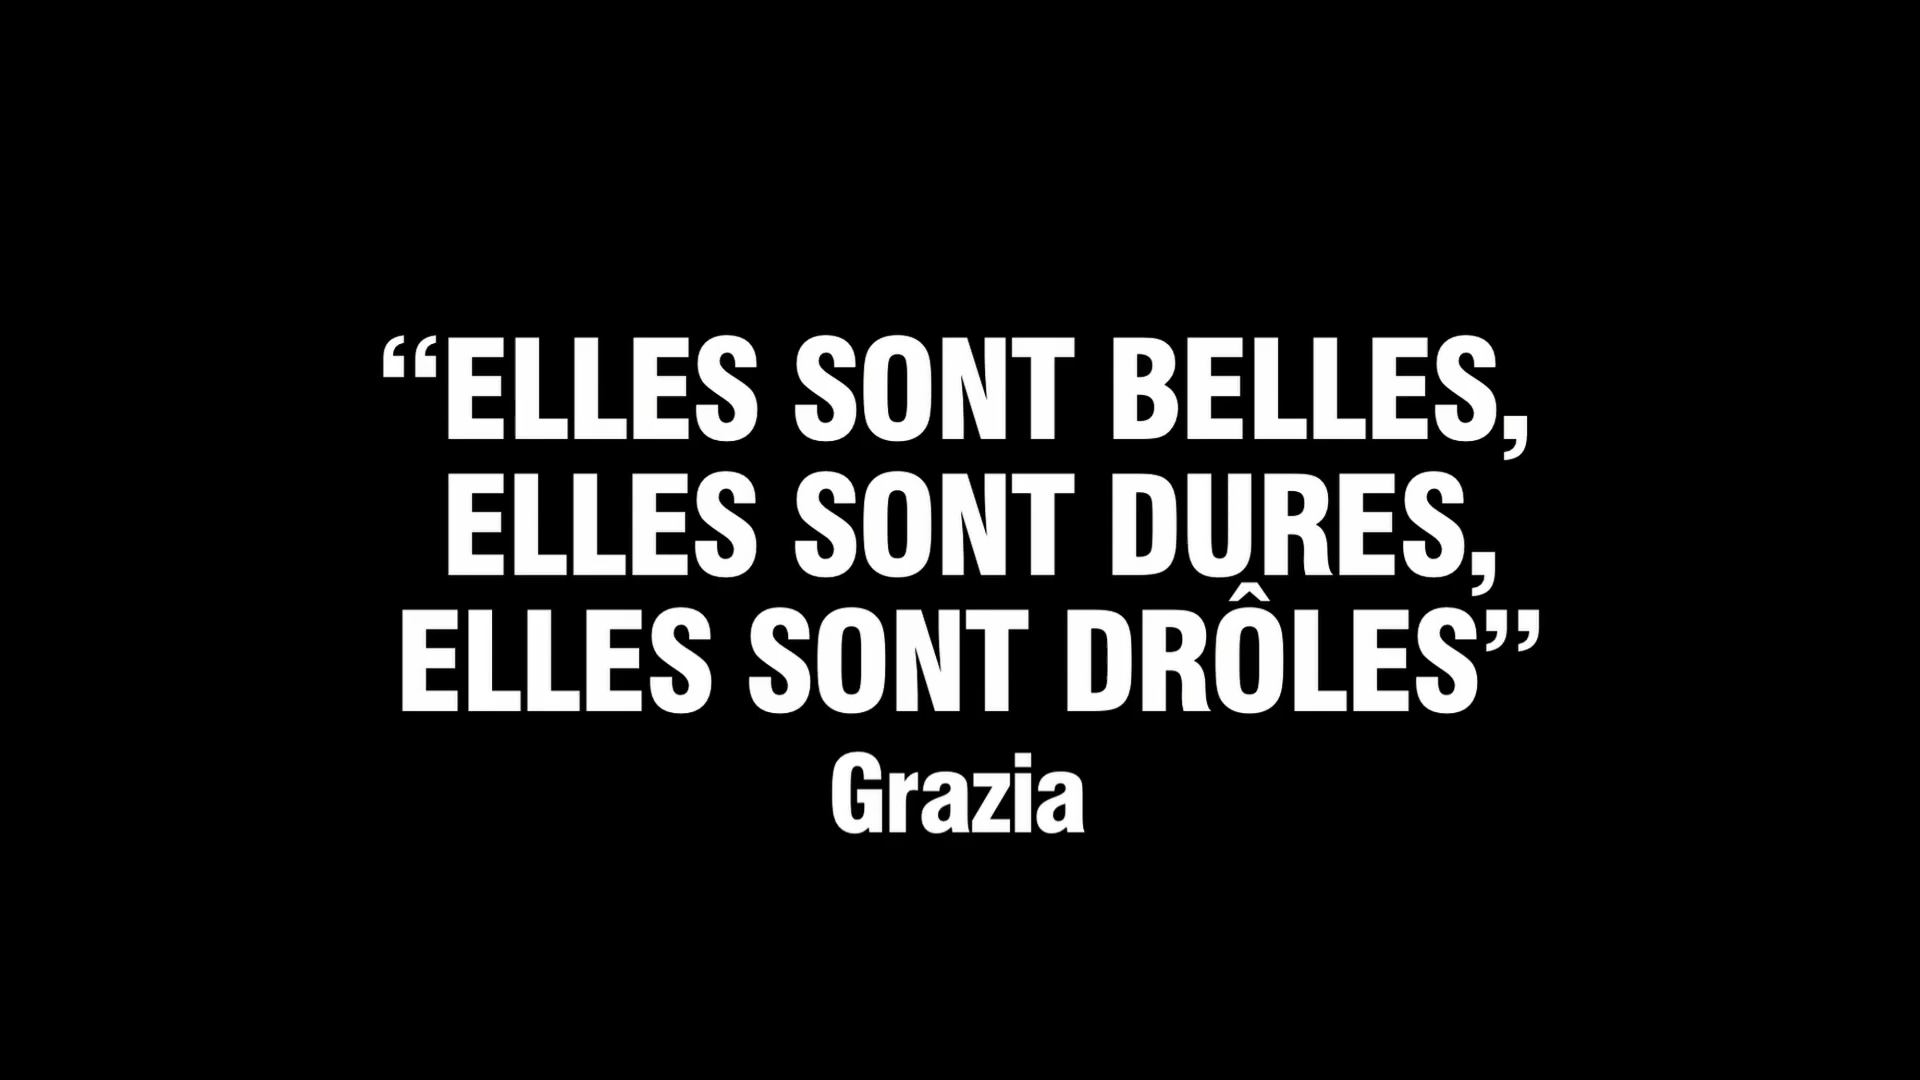 “ELLES SONT BELLES,
ELLES SONT DURES,
ELLES SONT DRÔLES”
Grazia